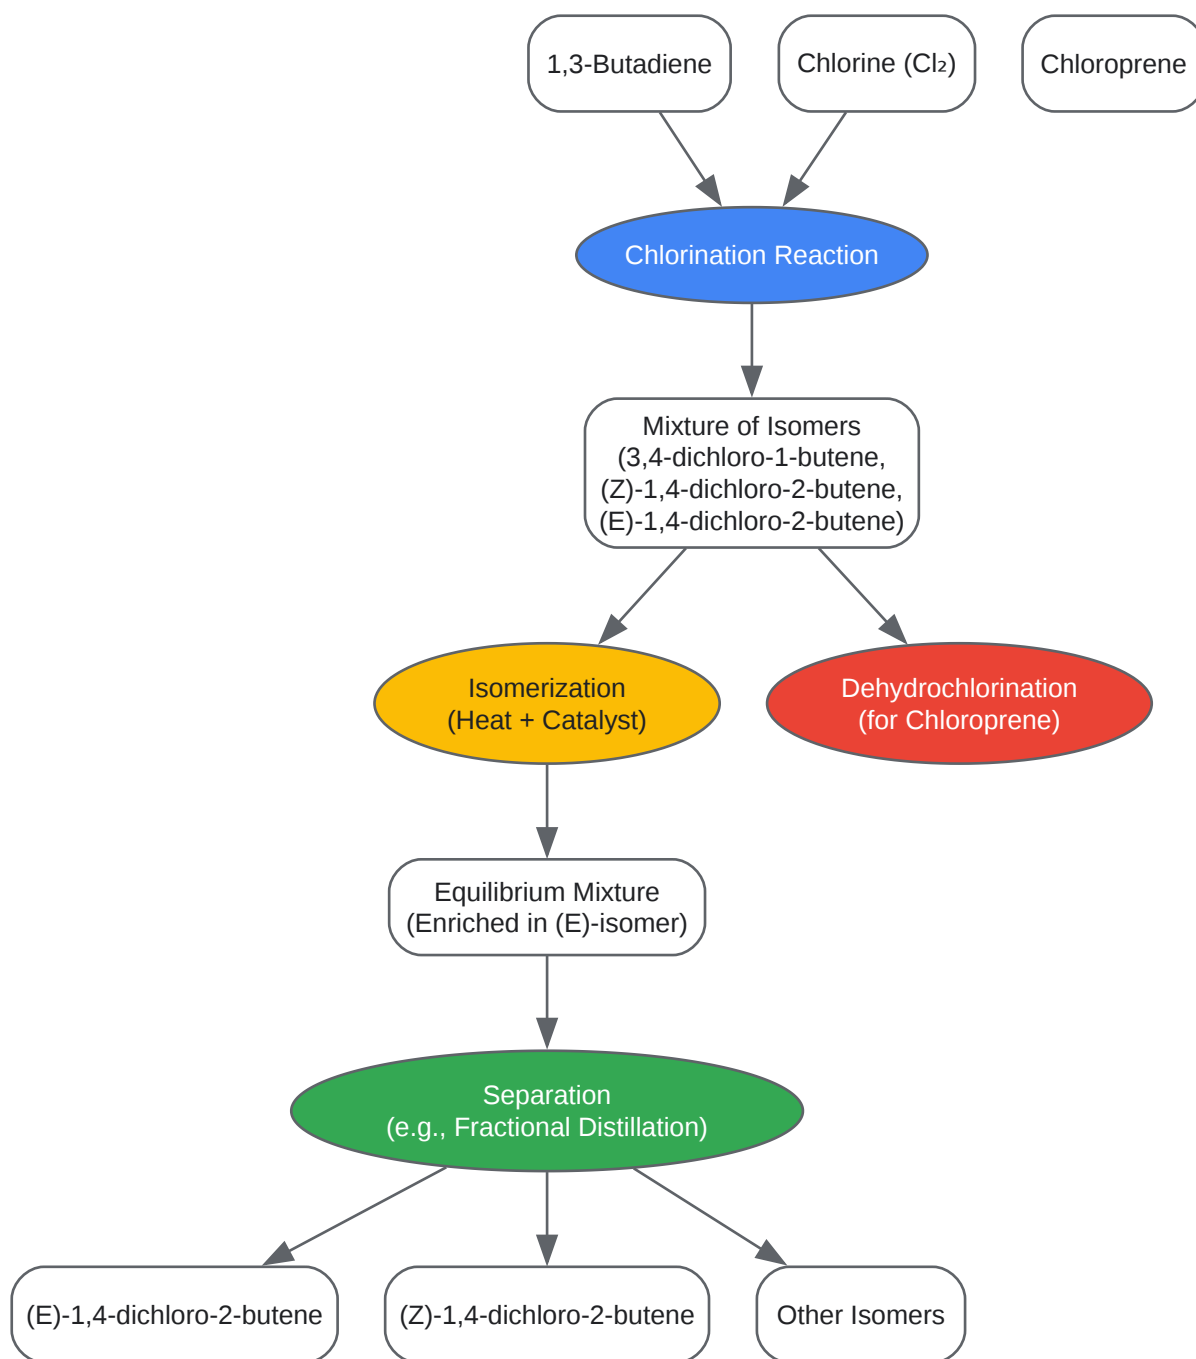 1,3-Butadiene
Chlorine (Cl₂)
Chloroprene
Chlorination Reaction
Mixture of Isomers
(3,4-dichloro-1-butene,
(Z)-1,4-dichloro-2-butene,
(E)-1,4-dichloro-2-butene)
Isomerization
(Heat + Catalyst)
Dehydrochlorination
(for Chloroprene)
Equilibrium Mixture
(Enriched in (E)-isomer)
Separation
(e.g., Fractional Distillation)
(E)-1,4-dichloro-2-butene
(Z)-1,4-dichloro-2-butene
Other Isomers